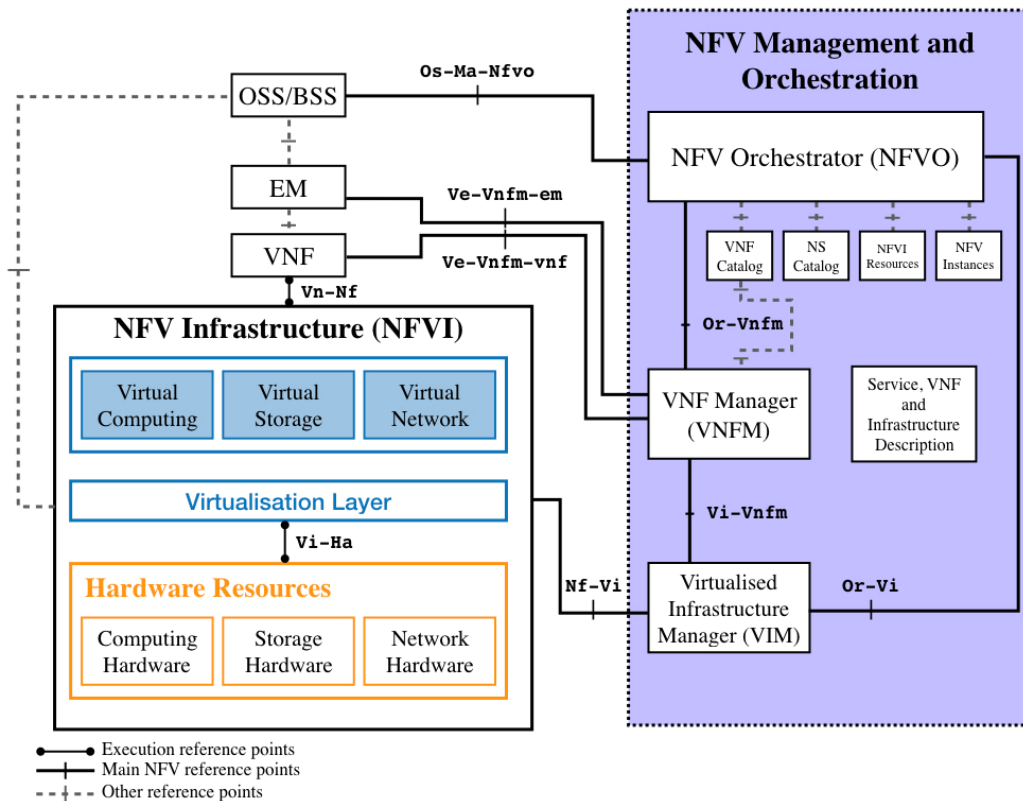 NFV Management and
Orchestration
Os-Ma-Nfvo
OSS/BSS
NFV Orchestrator (NFVO)
EM
Ve-Vnfm-em
VNF
Ve-Vnfm-vnf
VNF
Catalog
NS
Catalog
NFVI
Resources
NFV
Instances
Vn-Nf
NFV Infrastructure (NFVI)
Or-Vnfm
Virtual
Computing
Virtual
Storage
Virtual
Network
VNF Manager
(VNFM)
Service, VNF
and
Infrastructure
Description
Virtualisation Layer
Vi-Vnfm
Vi-Ha
Hardware Resources
Nf-Vi
Virtualised
Infrastructure
Manager (VIM)
Or-Vi
Computing
Hardware
Storage
Hardware
Network
Hardware
Execution reference points
Main NFV reference points
Other reference points